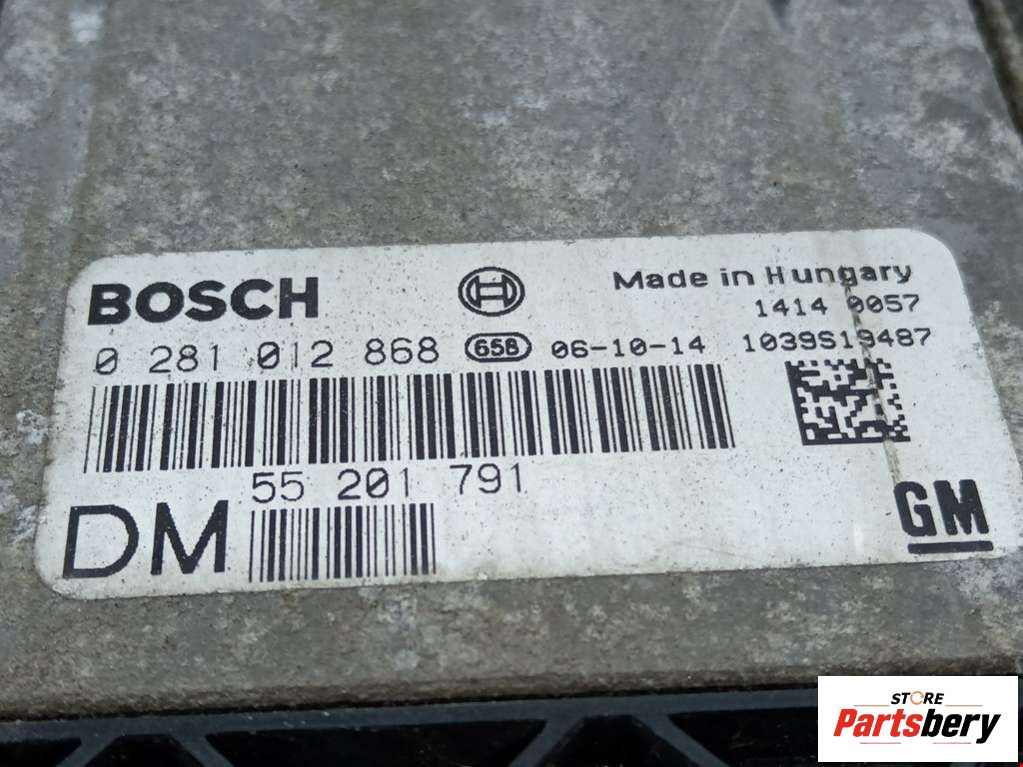 BOSCH
Made in Hungary
1414 0057
0 281 012 868 658 06-10-14 1039S19487
55 201 791
DM
GM
STORE
Partsbery